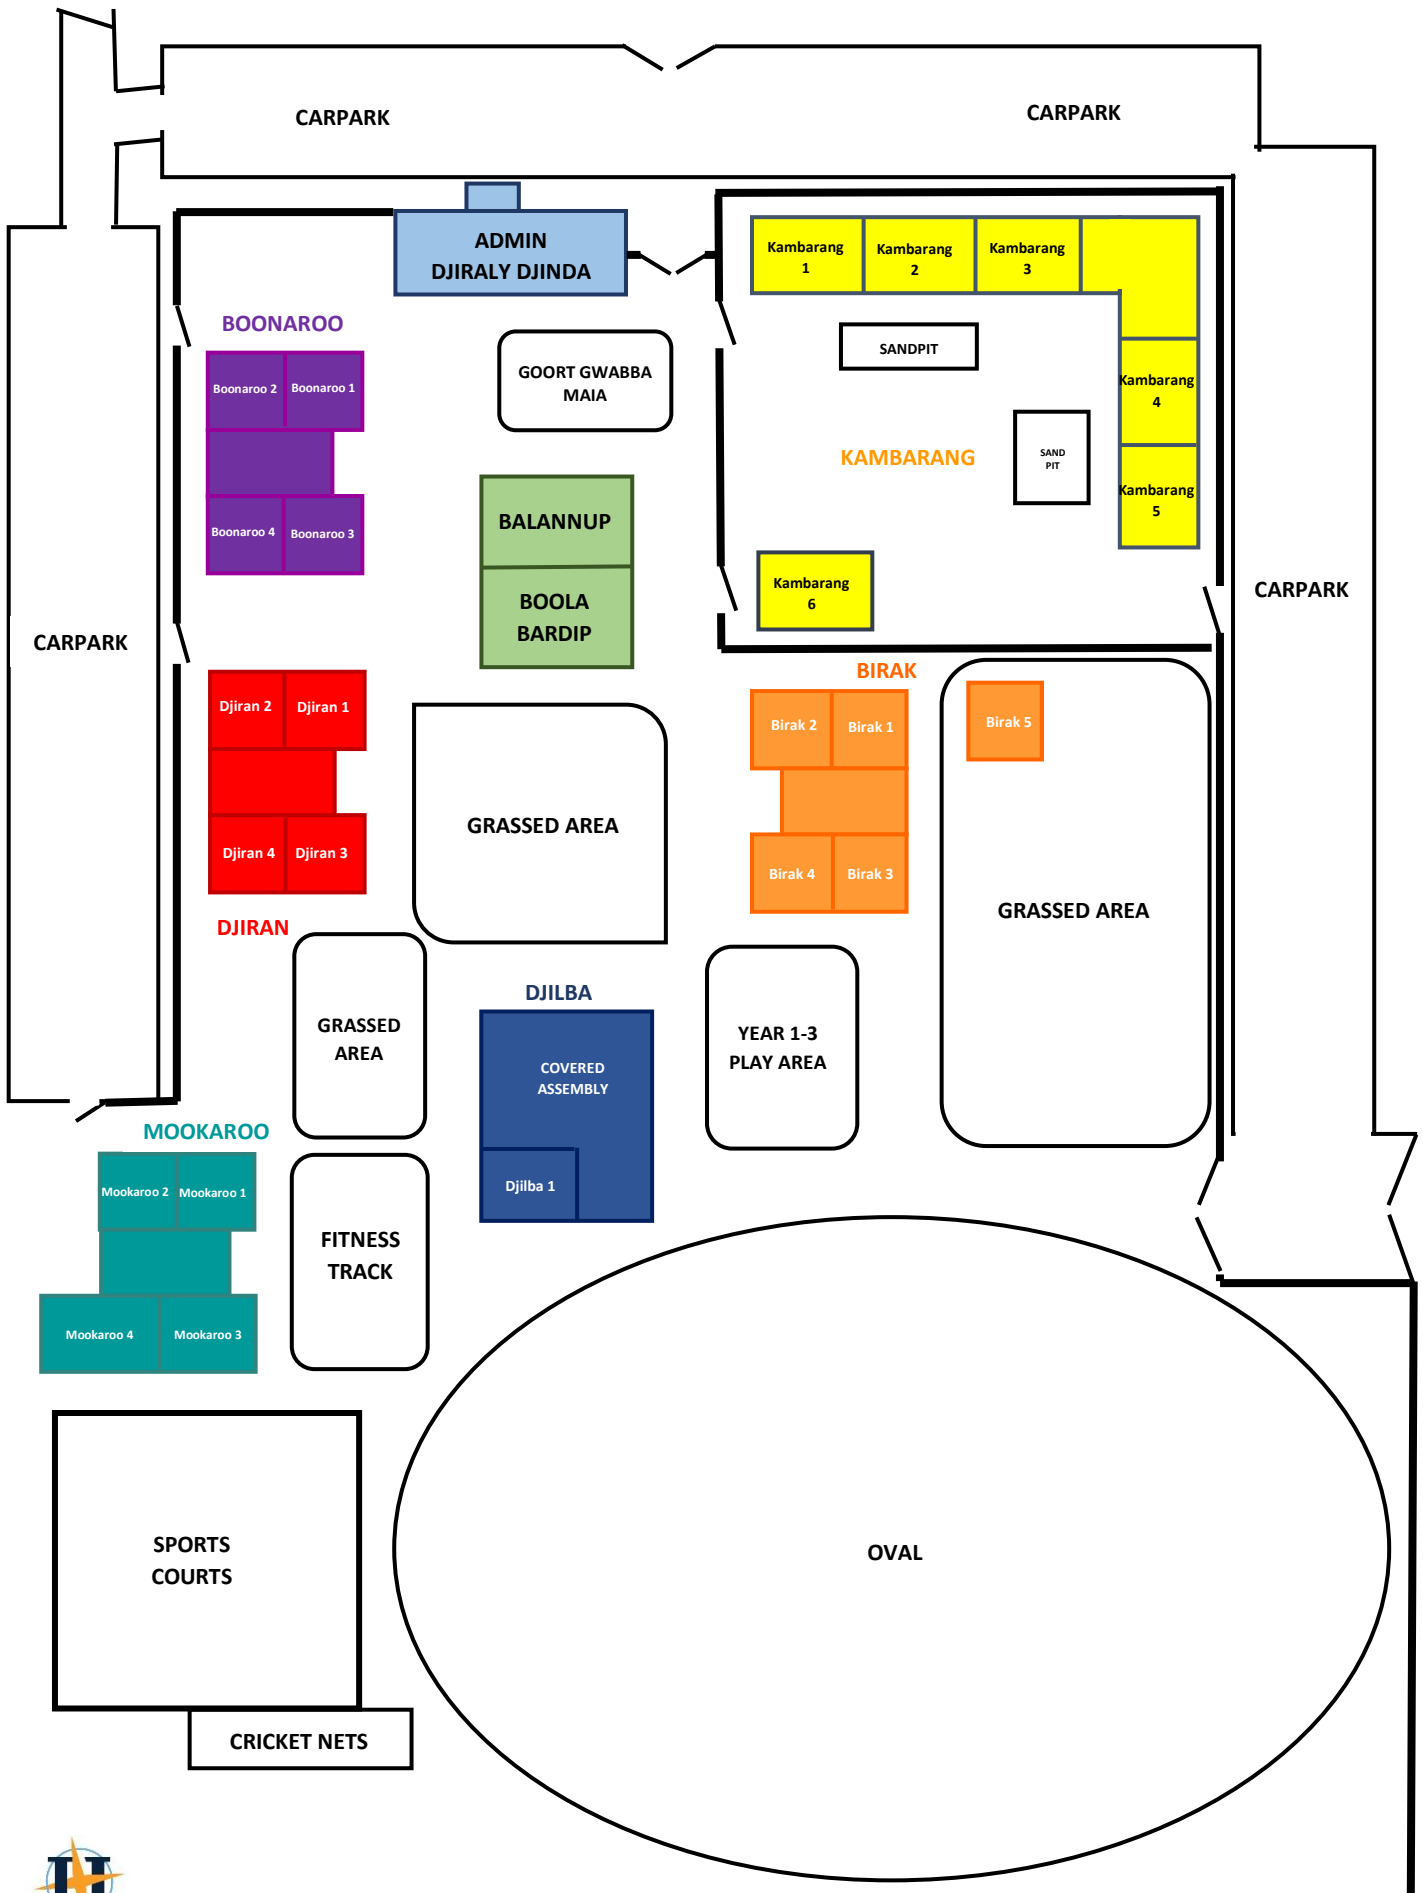 CARPARK
CARPARK
ADMIN
DJIRALY DJINDA
Kambarang
1
Kambarang
2
Kambarang
3
BOONAROO
Boonaroo 2
Boonaroo 1
Boonaroo 4
Boonaroo 3
GOORT GWABBA
MAIA
SANDPIT
Kambarang
4
KAMBARANG
SAND
PIT
Kambarang
5
BALANNUP
BOOLA
BARDIP
Kambarang
6
CARPARK
CARPARK
Djiran 2
Djiran 1
Djiran 4
Djiran 3
DJIRAN
GRASSED AREA
BIRAK
Birak 2
Birak 1
Birak 4
Birak 3
Birak 5
GRASSED AREA
GRASSED
AREA
DJILBA
COVERED
ASSEMBLY
Djilba 1
YEAR 1-3
PLAY AREA
MOOKAROO
Mookaroo 2
Mookaroo 1
Mookaroo 4
Mookaroo 3
FITNESS
TRACK
SPORTS
COURTS
OVAL
CRICKET NETS
H